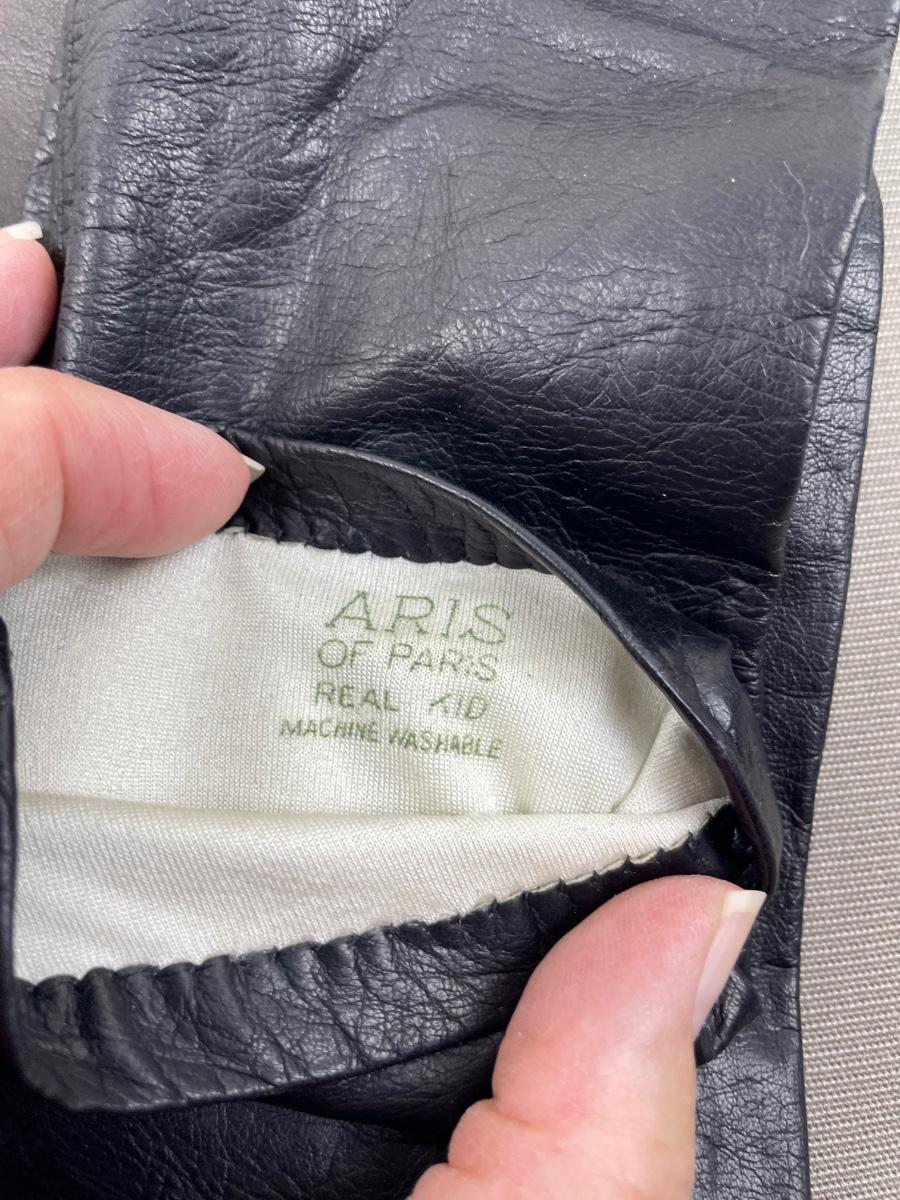 ARIS
OF PARIS
REAL KID
MACHINE WASHABLE